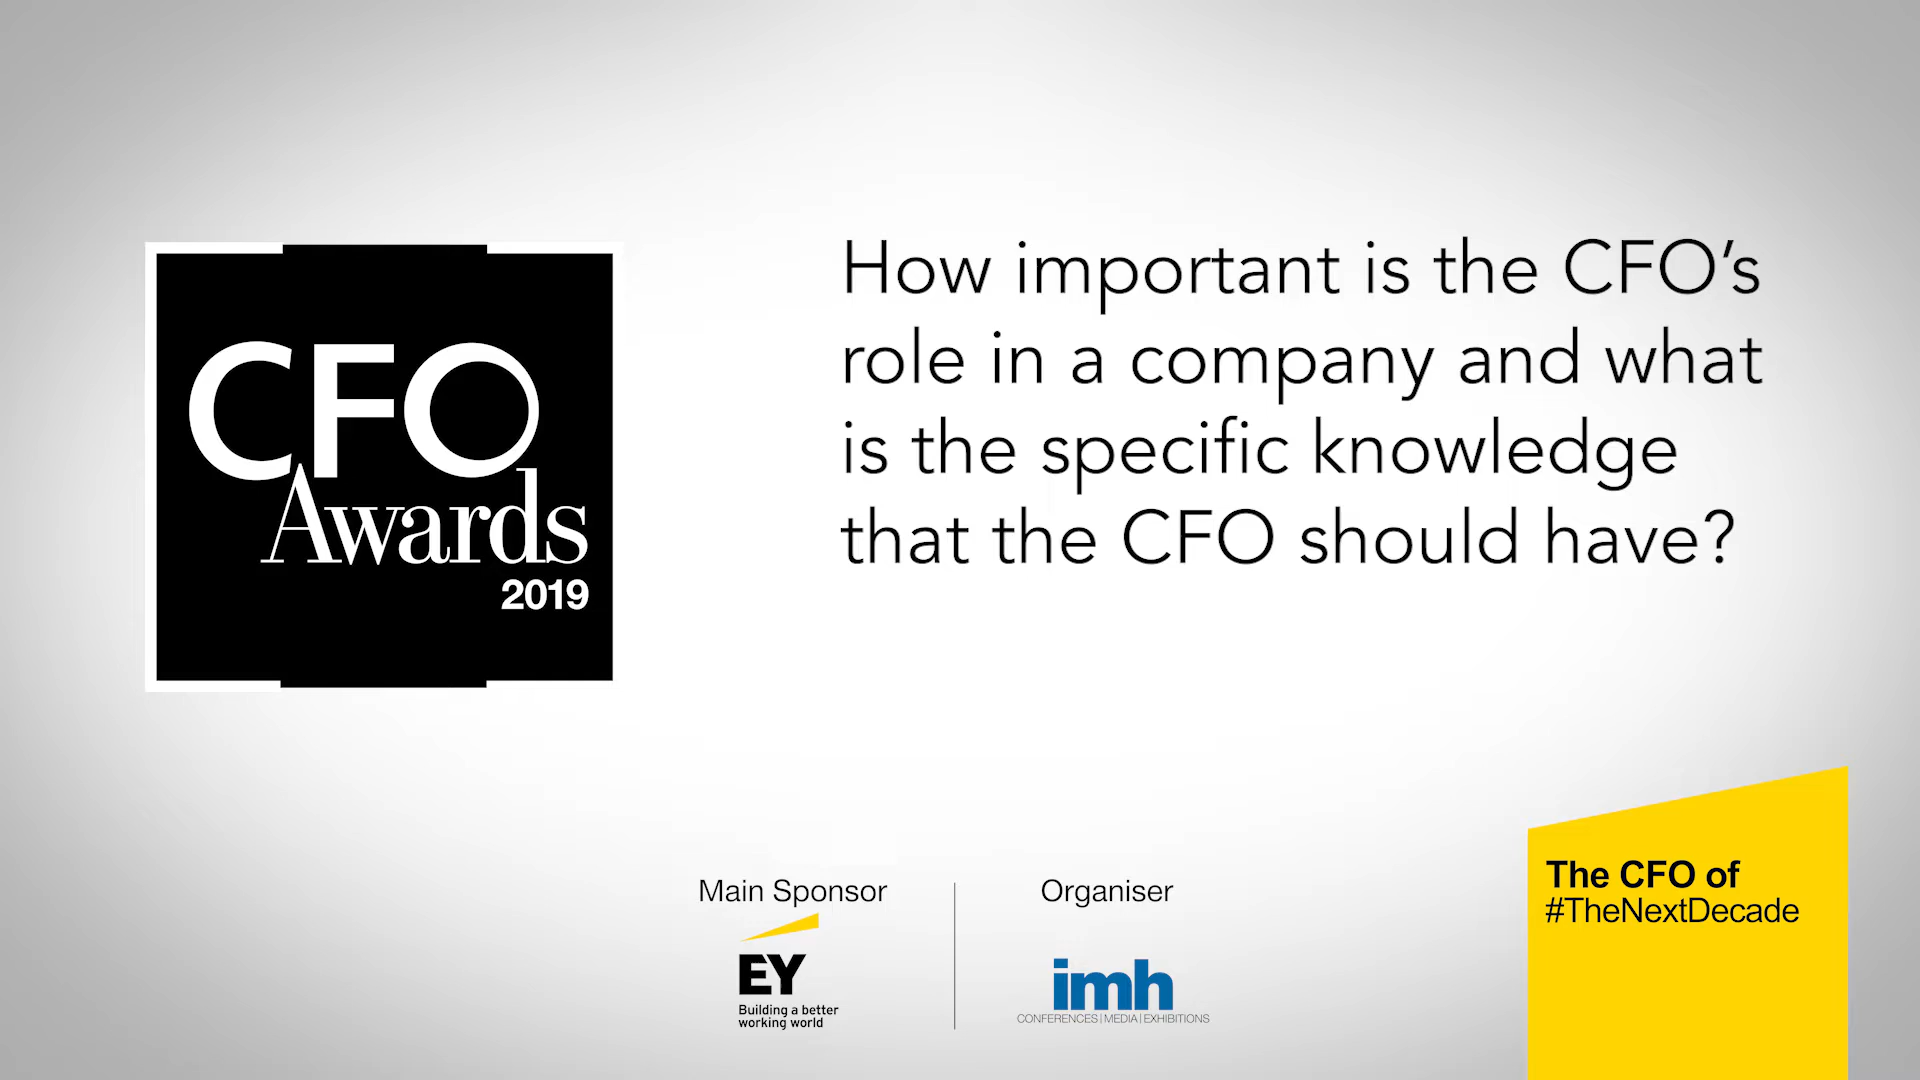 CFO
Awards
2019
How important is the CFO’s
role in a company and what
is the specific knowledge
that the CFO should have?
Main Sponsor
EY
Building a better
working world
Organiser
imh
CONFERENCES | MEDIA | EXHIBITIONS
The CFO of
#TheNextDecade